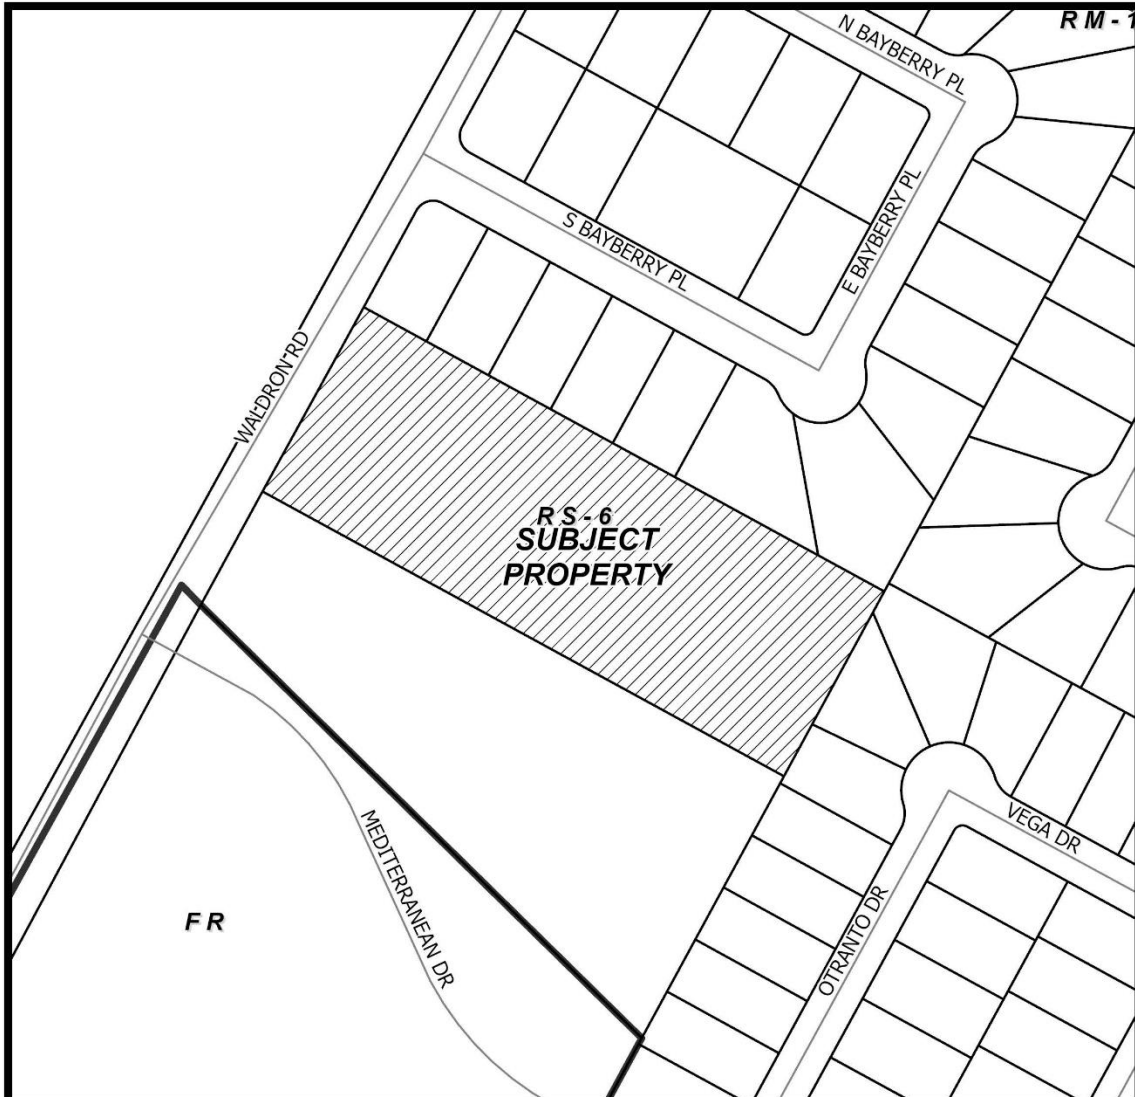 RM-1
N BAYBERRY PL
E BAYBERRY PL
S BAYBERRY PL
WALDRON RD
RS-6
SUBJECT
PROPERTY
VEGA DR
MEDITERRANEAN DR
OTRANTO DR
FR